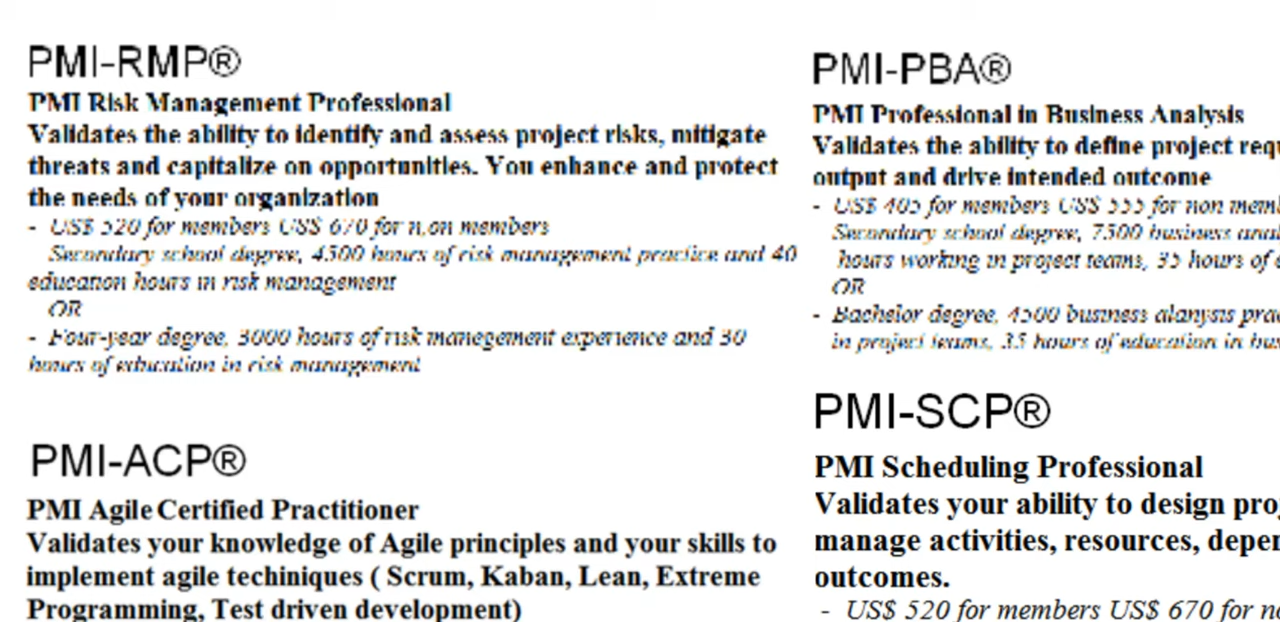 PMI-RMP®
PMI Risk Management Professional
Validates the ability to identify and assess project risks, mitigate
threats and capitalize on opportunities. You enhance and protect
the needs of your organization
- US$ 520 for members US$ 670 for n,on members
Secondary school degree, 4500 hours of risk management practice and 40
education hours in risk management
OR
- Four-year degree, 3000 hours of risk manegement experience and 30
hours of education in risk management
PMI-ACP®
PMI Agile Certified Practitioner
Validates your knowledge of Agile principles and your skills to
implement agile techiniques ( Scrum, Kaban, Lean, Extreme
Programming, Test driven development)
PMI-PBA®
PMI Professional in Business Analysis
Validates the ability to define project requ
output and drive intended outcome
- US$ 405 for members US$ 555 for non mem
Secondary school degree, 7500 business anal
hours working in project teams, 35 hours of e
OR
- Bachelor degree, 4500 business alanysis prac
in project teams, 35 hours of education in bus
PMI-SCP®
PMI Scheduling Professional
Validates your ability to design proj
manage activities, resources, depen
outcomes.
- US$ 520 for members US$ 670 for no